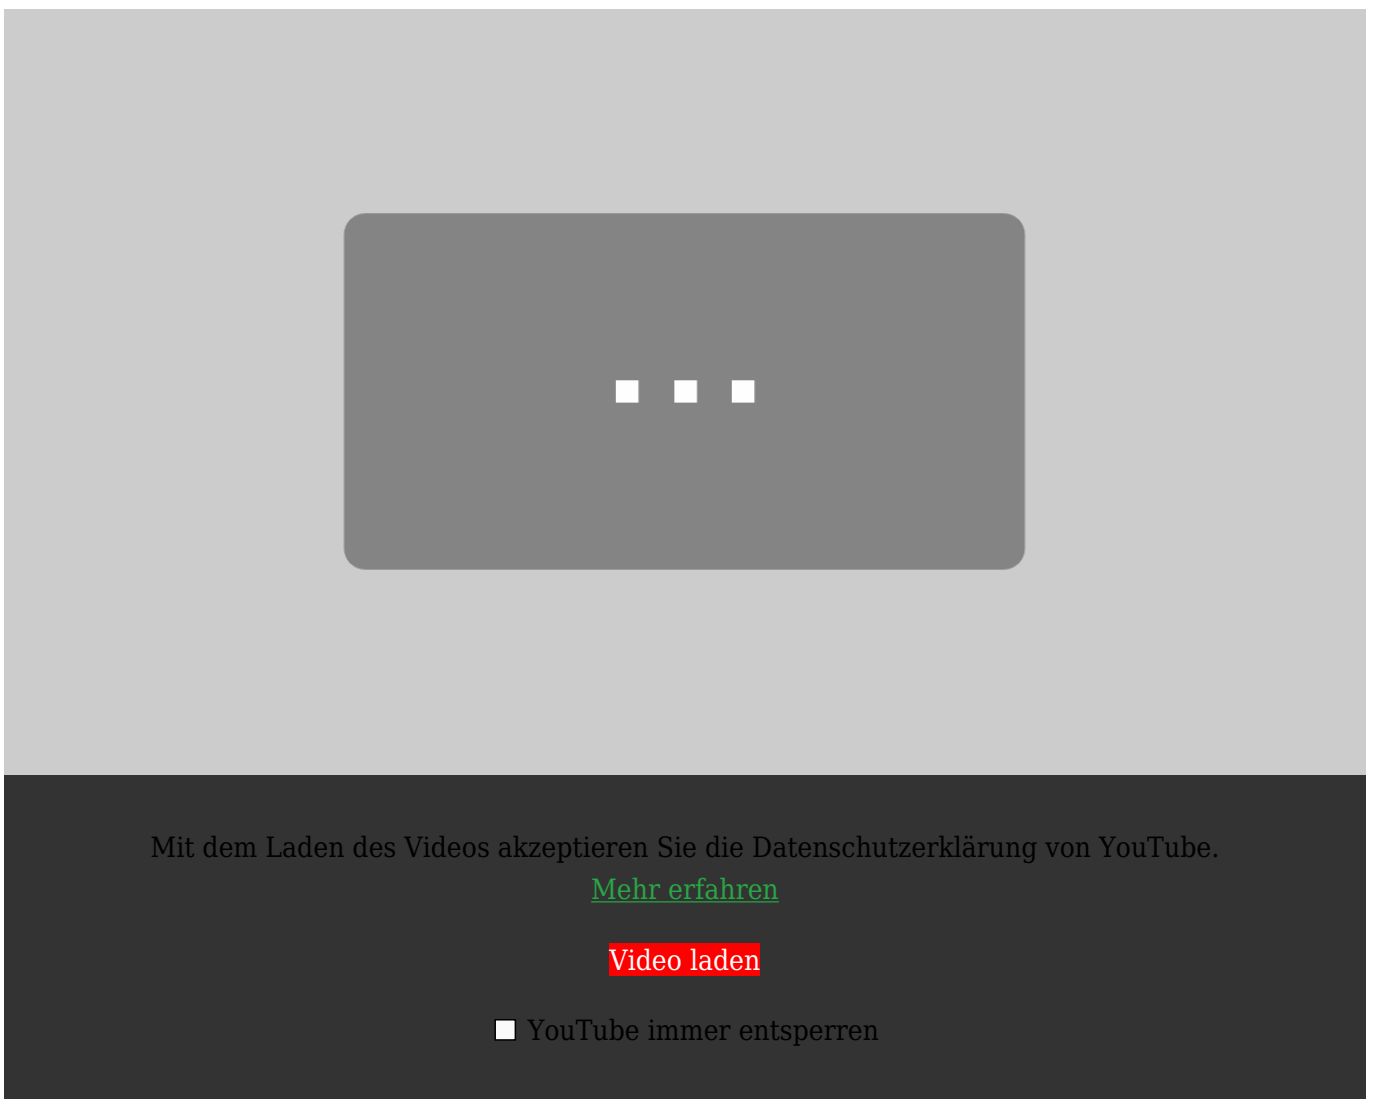 Mit dem Laden des Videos akzeptieren Sie die Datenschutzerklärung von YouTube.
Mehr erfahren
Video laden
YouTube immer entsperren